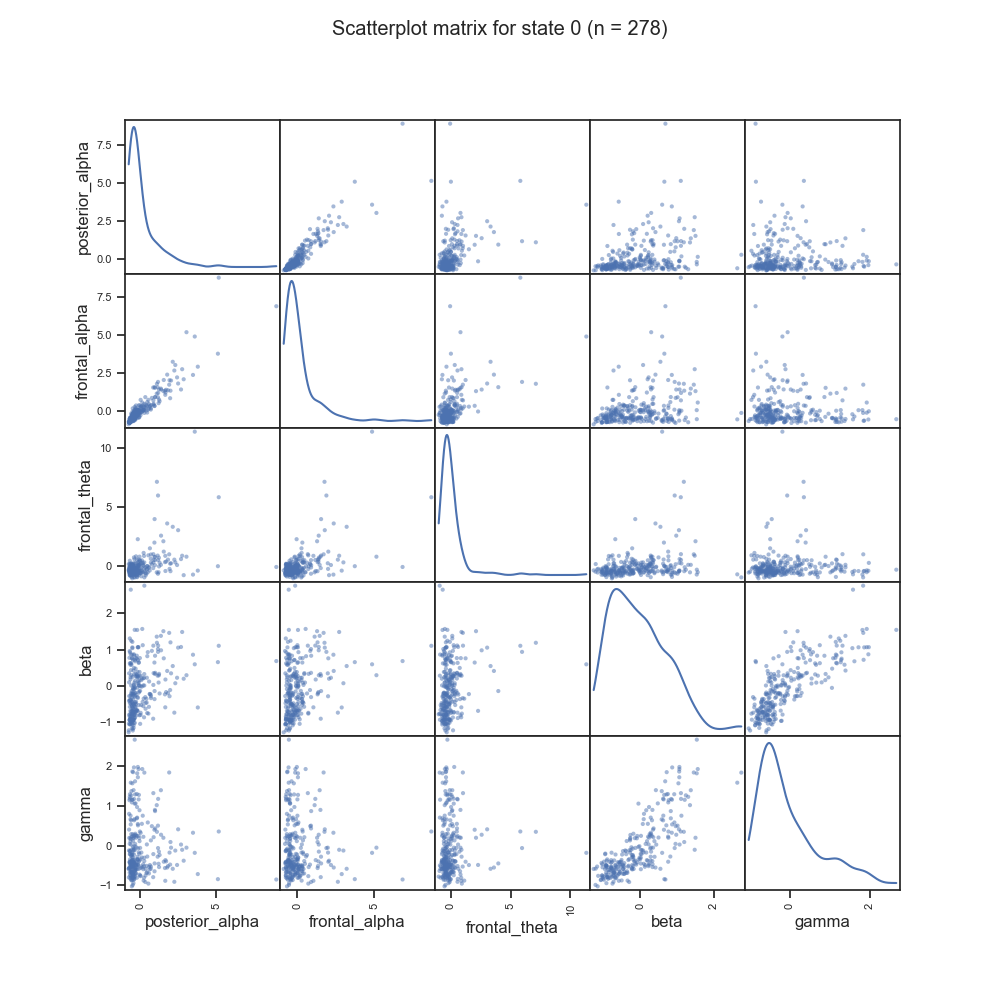 Scatterplot matrix for state 0 (n = 278)
posterior_alpha
7.5
5.0
2.5
0.0
frontal_alpha
7.5
5.0
2.5
0.0
frontal_theta
10
5
0
beta
2
1
0
−1
gamma
2
1
0
−1
0 5 0 5 0 5 10 0 2 0 2
posterior_alpha frontal_alpha frontal_theta beta gamma